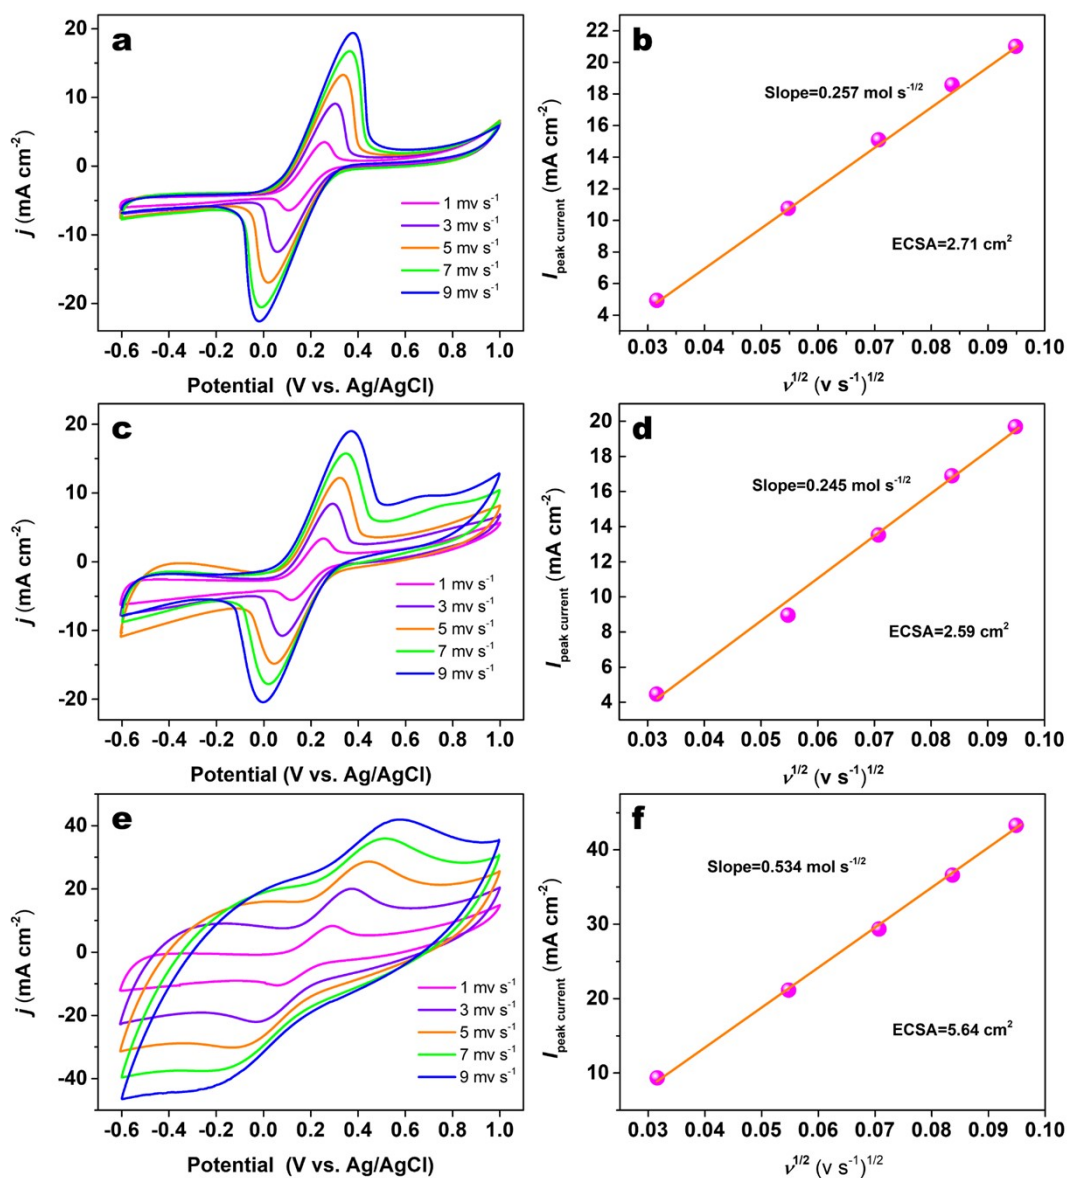 a
20
10
0
-10
-20
j (mA cm⁻²)
1 mv s⁻¹
3 mv s⁻¹
5 mv s⁻¹
7 mv s⁻¹
9 mv s⁻¹
-0.6 -0.4 -0.2 0.0 0.2 0.4 0.6 0.8 1.0
Potential (V vs. Ag/AgCl)
b
22
20
18
16
14
12
10
8
6
4
I peak current (mA cm⁻²)
Slope=0.257 mol s⁻¹/²
ECSA=2.71 cm²
0.03 0.04 0.05 0.06 0.07 0.08 0.09 0.10
ν¹/² (v s⁻¹)¹/²
c
20
10
0
-10
-20
j (mA cm⁻²)
1 mv s⁻¹
3 mv s⁻¹
5 mv s⁻¹
7 mv s⁻¹
9 mv s⁻¹
-0.6 -0.4 -0.2 0.0 0.2 0.4 0.6 0.8 1.0
Potential (V vs. Ag/AgCl)
d
20
18
16
14
12
10
8
6
4
I peak current (mA cm⁻²)
Slope=0.245 mol s⁻¹/²
ECSA=2.59 cm²
0.03 0.04 0.05 0.06 0.07 0.08 0.09 0.10
ν¹/² (v s⁻¹)¹/²
e
40
20
0
-20
-40
j (mA cm⁻²)
1 mv s⁻¹
3 mv s⁻¹
5 mv s⁻¹
7 mv s⁻¹
9 mv s⁻¹
-0.6 -0.4 -0.2 0.0 0.2 0.4 0.6 0.8 1.0
Potential (V vs. Ag/AgCl)
f
40
30
20
10
I peak current (mA cm⁻²)
Slope=0.534 mol s⁻¹/²
ECSA=5.64 cm²
0.03 0.04 0.05 0.06 0.07 0.08 0.09 0.10
ν¹/² (v s⁻¹)¹/²